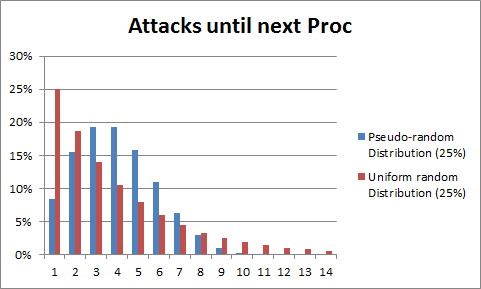 Attacks until next Proc
30%
25%
20%
15%
10%
5%
0%
1 2 3 4 5 6 7 8 9 10 11 12 13 14
Pseudo-random
Distribution (25%)
Uniform random
Distribution (25%)